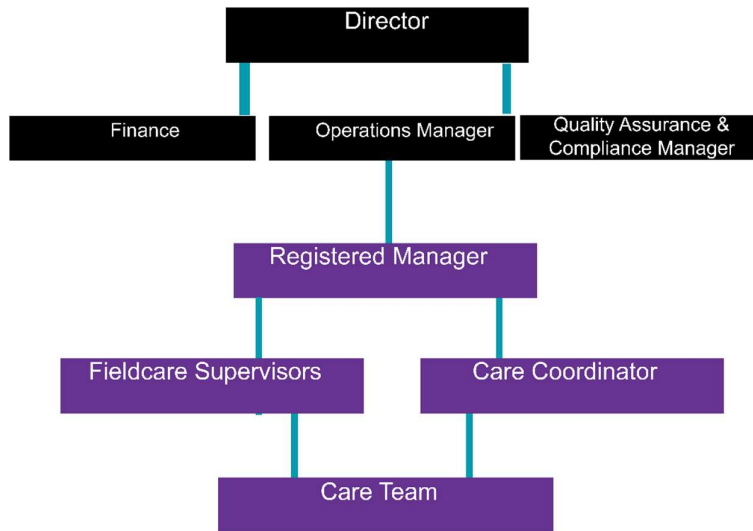 Director
Finance
Operations Manager
Quality Assurance &
Compliance Manager
Registered Manager
Fieldcare Supervisors
Care Coordinator
Care Team